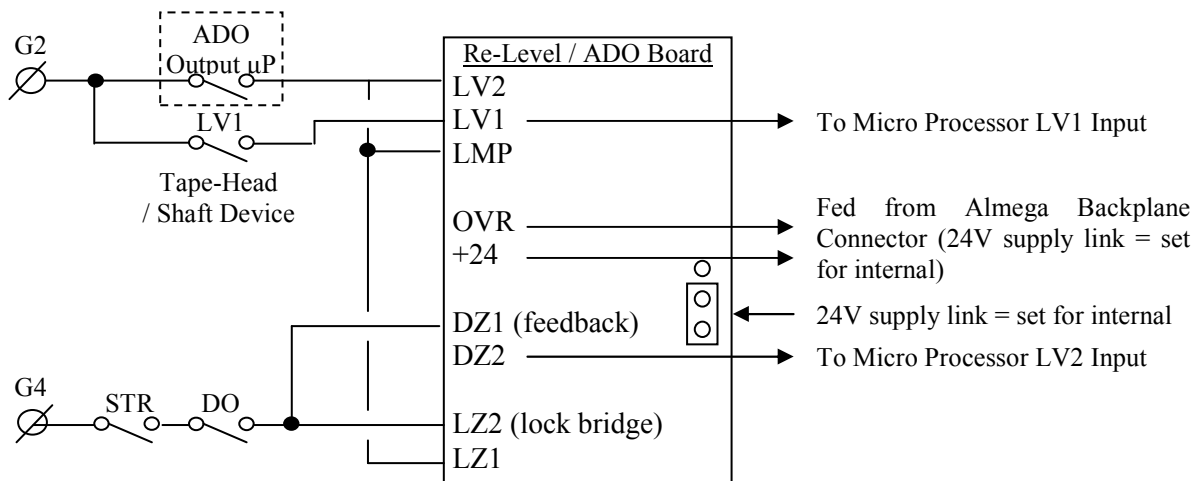 G2
ADO
Output µP
LV1
Tape-Head
/ Shaft Device
G4
STR
DO
Re-Level / ADO Board
LV2
LV1
LMP
OVR
+24
DZ1 (feedback)
DZ2
LZ2 (lock bridge)
LZ1
To Micro Processor LV1 Input
Fed from Almega Backplane
Connector (24V supply link = set
for internal)
24V supply link = set for internal
To Micro Processor LV2 Input